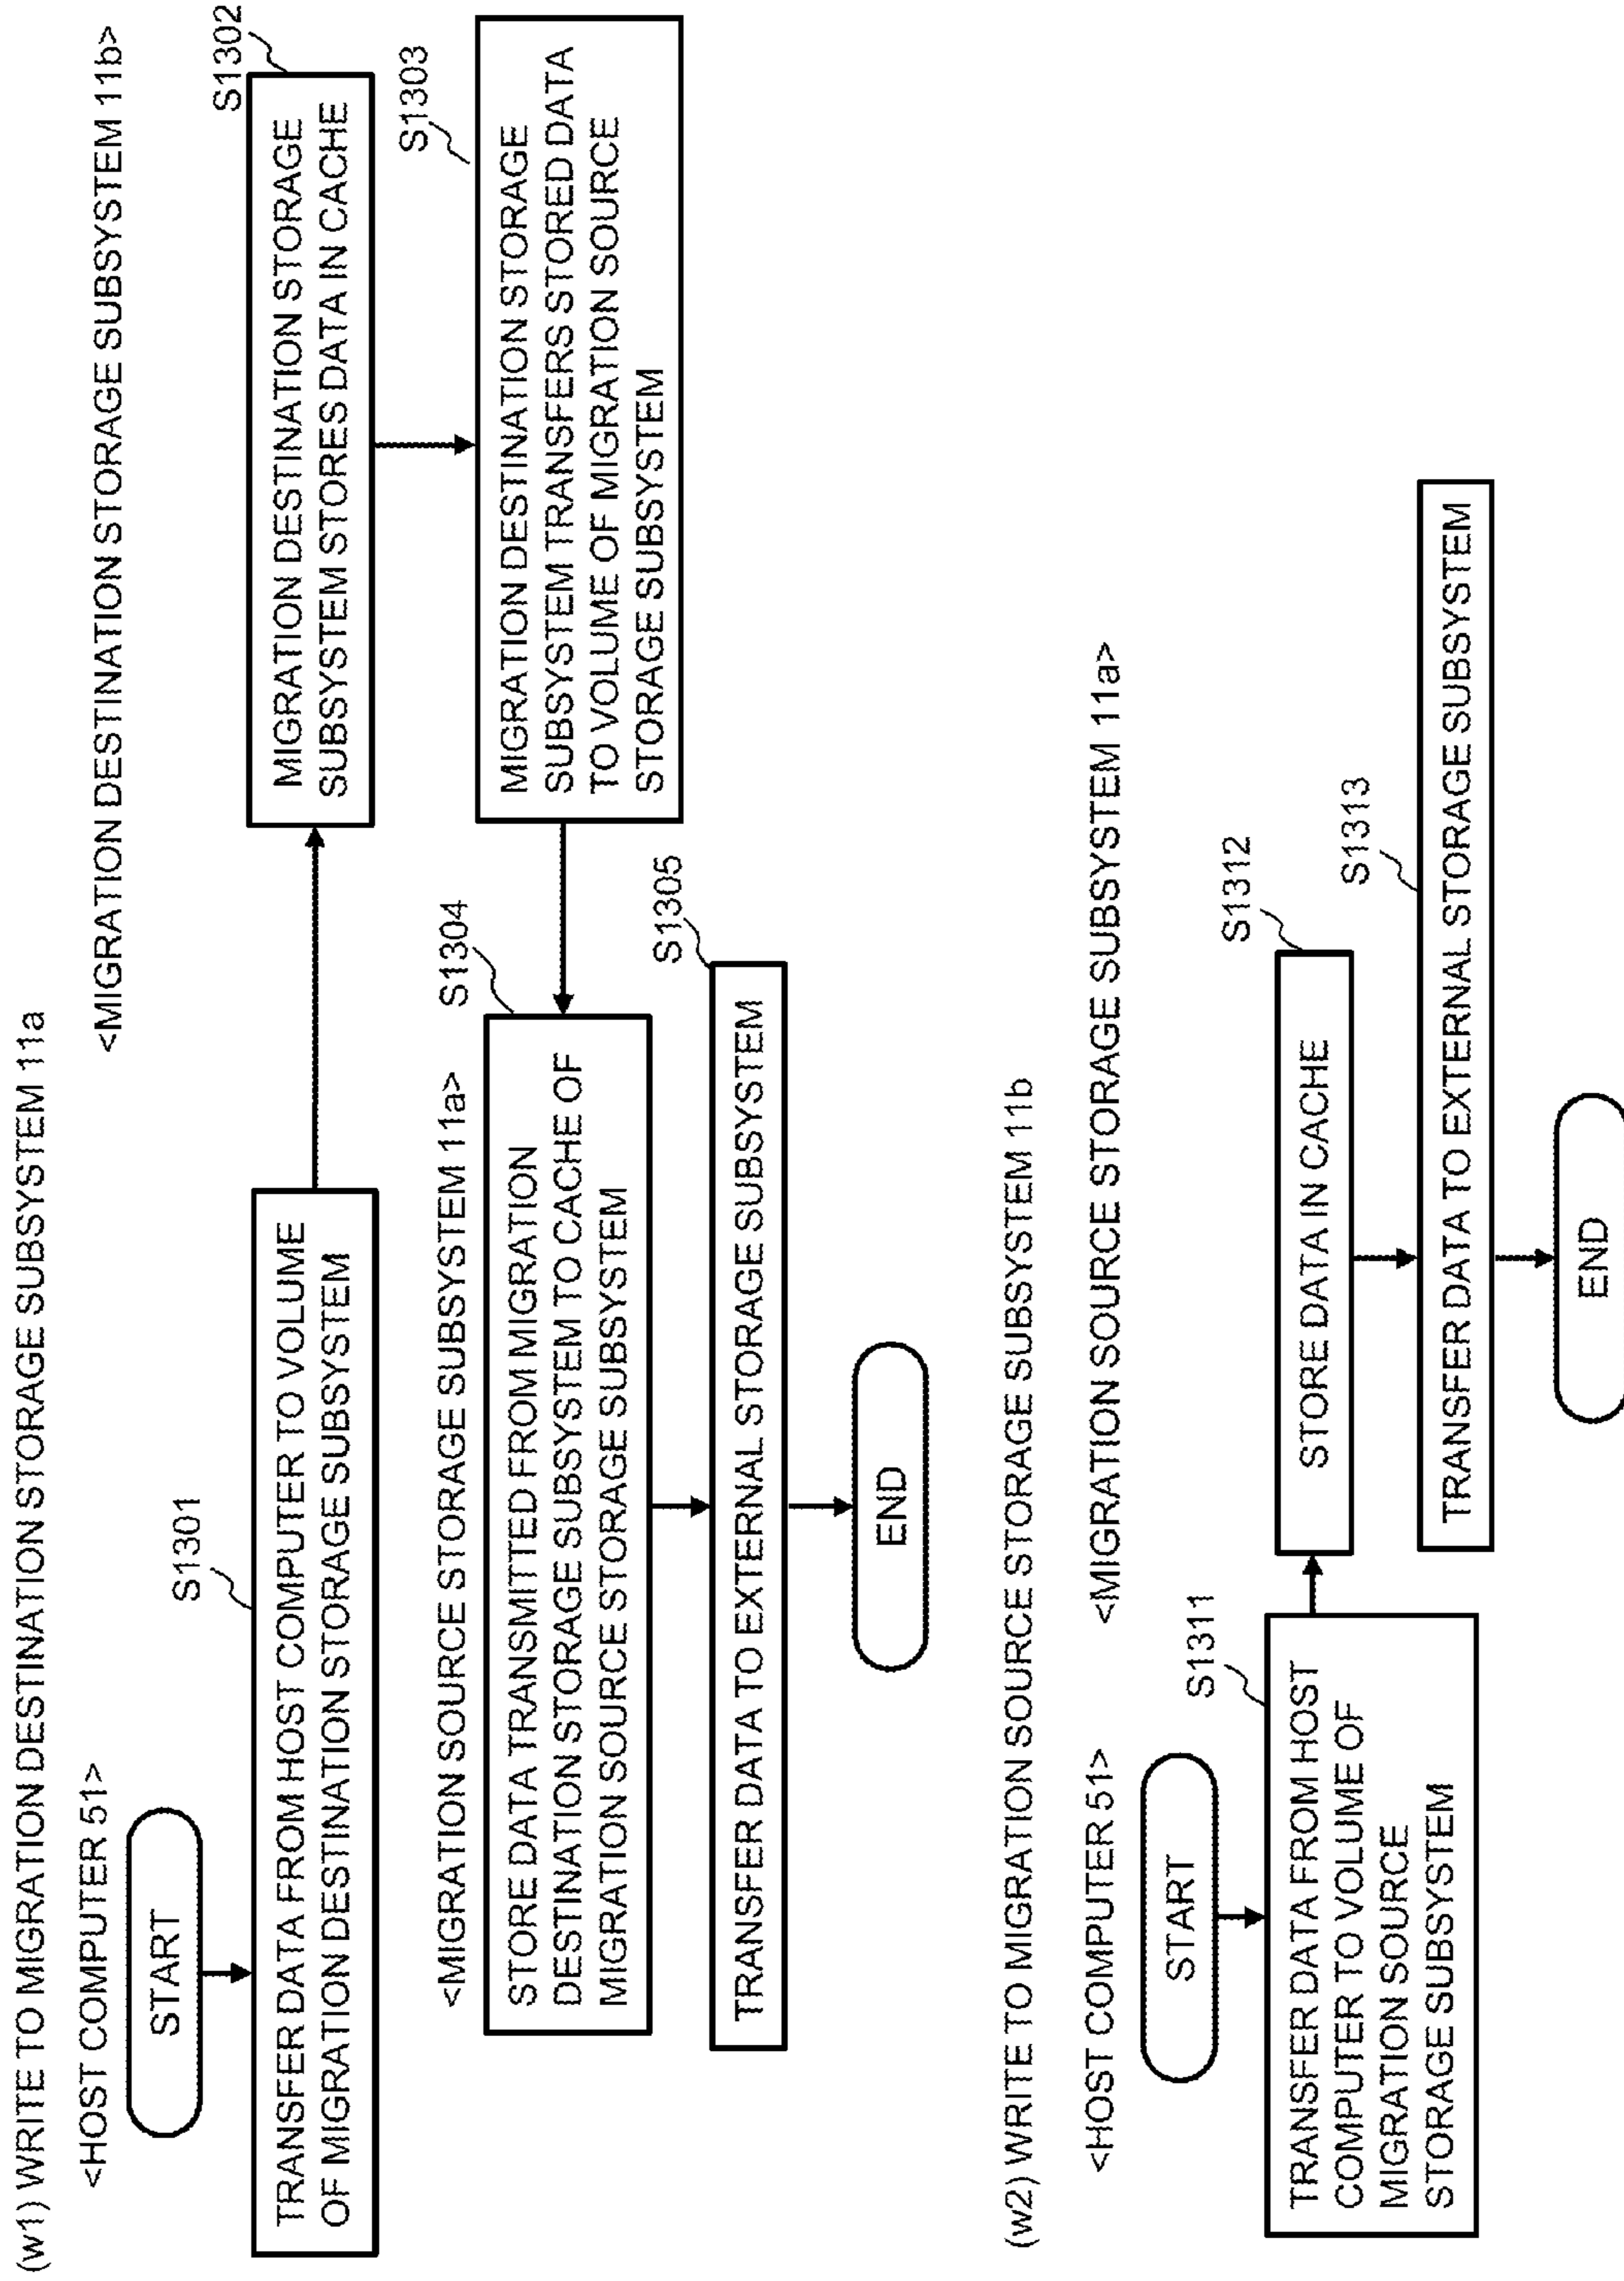 (w1) WRITE TO MIGRATION DESTINATION STORAGE SUBSYSTEM 11a
<HOST COMPUTER 51>
START
S1301
TRANSFER DATA FROM HOST COMPUTER TO VOLUME
OF MIGRATION DESTINATION STORAGE SUBSYSTEM
<MIGRATION DESTINATION STORAGE SUBSYSTEM 11b>
S1302
MIGRATION DESTINATION STORAGE
SUBSYSTEM STORES DATA IN CACHE
S1303
MIGRATION DESTINATION STORAGE
SUBSYSTEM TRANSFERS STORED DATA
TO VOLUME OF MIGRATION SOURCE
STORAGE SUBSYSTEM
<MIGRATION SOURCE STORAGE SUBSYSTEM 11a>
S1304
STORE DATA TRANSMITTED FROM MIGRATION
DESTINATION STORAGE SUBSYSTEM TO CACHE OF
MIGRATION SOURCE STORAGE SUBSYSTEM
S1305
TRANSFER DATA TO EXTERNAL STORAGE SUBSYSTEM
END
(w2) WRITE TO MIGRATION SOURCE STORAGE SUBSYSTEM 11b
<HOST COMPUTER 51>
START
S1311
TRANSFER DATA FROM HOST
COMPUTER TO VOLUME OF
MIGRATION SOURCE
STORAGE SUBSYSTEM
<MIGRATION SOURCE STORAGE SUBSYSTEM 11a>
S1312
STORE DATA IN CACHE
S1313
TRANSFER DATA TO EXTERNAL STORAGE SUBSYSTEM
END